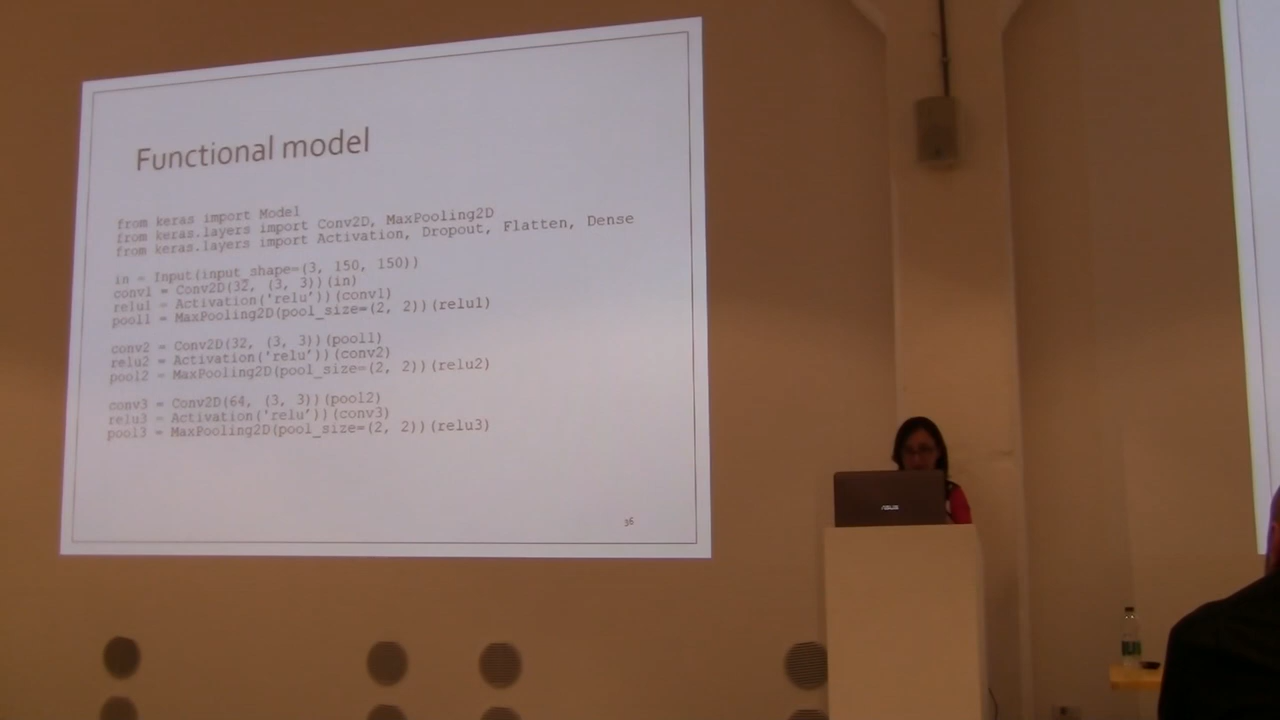 Functional model
from keras import Model
from keras.layers import Conv2D, MaxPooling2D
from keras.layers import Activation, Dropout, Flatten, Dense
in = Input(input_shape=(3, 150, 150))
conv1 = Conv2D(32, (3, 3))(in)
relu1 = Activation('relu'))(conv1)
pool1 = MaxPooling2D(pool_size=(2, 2))(relu1)
conv2 = Conv2D(32, (3, 3))(pool1)
relu2 = Activation('relu'))(conv2)
pool2 = MaxPooling2D(pool_size=(2, 2))(relu2)
conv3 = Conv2D(64, (3, 3))(pool2)
relu3 = Activation('relu'))(conv3)
pool3 = MaxPooling2D(pool_size=(2, 2))(relu3)
36
ASUS